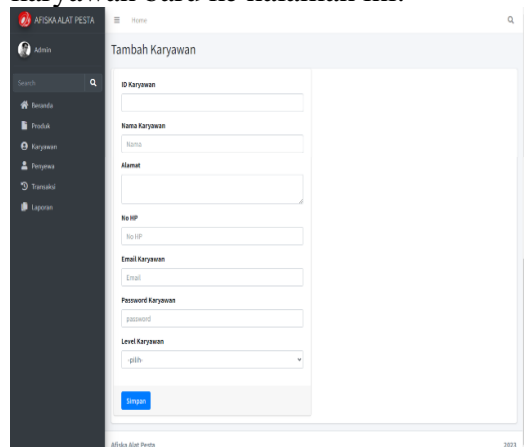 karyawan baru ke halaman ini.
AFISKA ALAT PESTA
Home
Admin
Search
Beranda
Produk
Karyawan
Penyewa
Transaksi
Laporan
Tambah Karyawan
ID Karyawan
Nama Karyawan
Nama
Alamat
No HP
No HP
Email Karyawan
Email
Password Karyawan
password
Level Karyawan
-pilih-
Simpan
Afiska Alat Pesta
2023